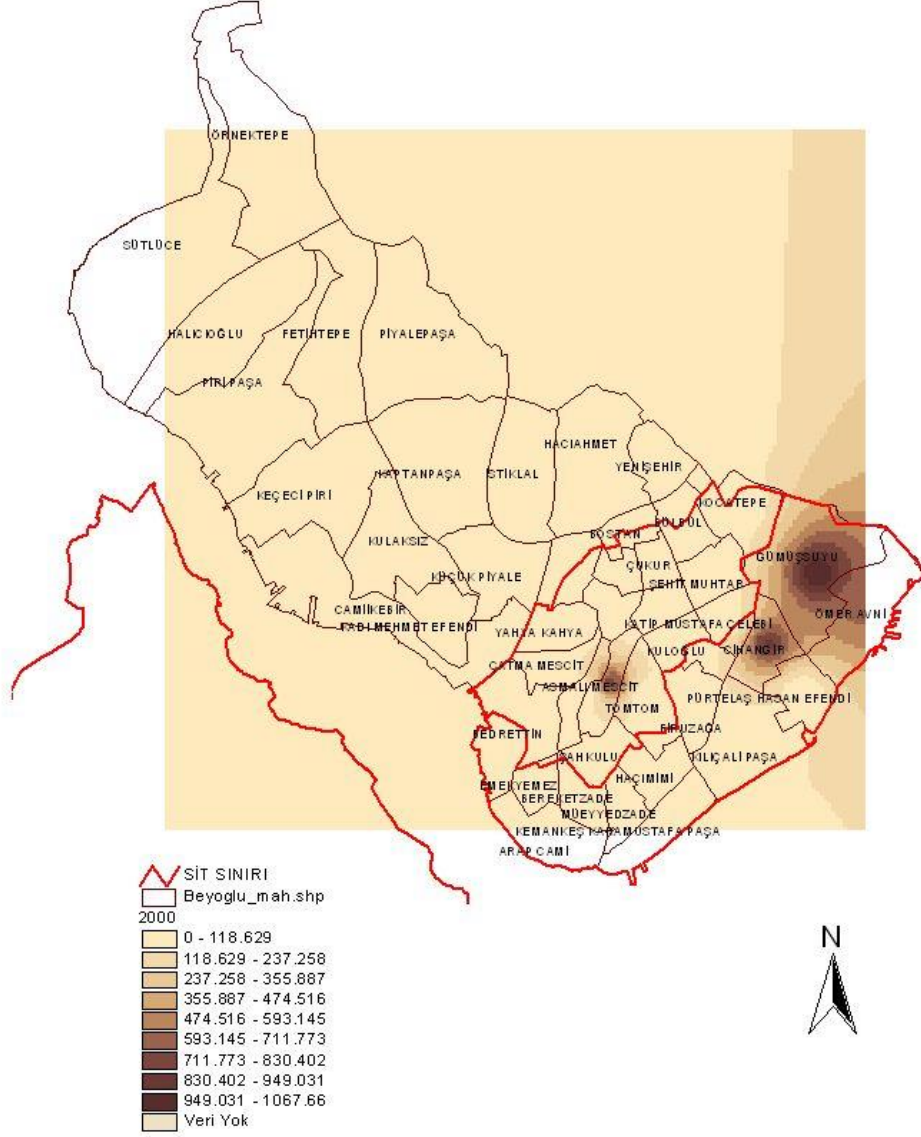 ÖRNEKTEPE
SÜTLÜCE
HALICIOĞLU
FETİHTEPE
PİYALEPAŞA
PİRİ PAŞA
HACIAHMET
YENİŞEHİR
KAPTANPAŞA
İSTİKLAL
KEÇECİ PİRİ
KOCATEPE
BÜLBÜL
BOSTAN
KULAKSIZ
GÜMÜŞSUYU
ÇUKUR
KÜÇÜK PİYALE
ŞEHİT MUHTAR
CAMİİKEBİR
ÖMER AVNİ
KADI MEHMET EFENDİ
KATİP MUSTAFA ÇELEBİ
YAHYA KAHYA
KULOĞLU
CİHANGİR
ÇATMA MESCİT
ASMALI MESCİT
PÜRTELAŞ HASAN EFENDİ
TOMTOM
FİRUZAĞA
BEDRETTİN
ŞAHKULU
KILIÇALİ PAŞA
HACIMİMİ
EMEKYEMEZ
BEREKETZADE
MÜEYYEDZADE
KEMANKEŞ KARAMUSTAFA PAŞA
ARAP CAMİ
SİT SINIRI
Beyoglu_mah.shp
2000
0 - 118.629
118.629 - 237.258
237.258 - 355.887
355.887 - 474.516
474.516 - 593.145
593.145 - 711.773
711.773 - 830.402
830.402 - 949.031
949.031 - 1067.66
Veri Yok
N